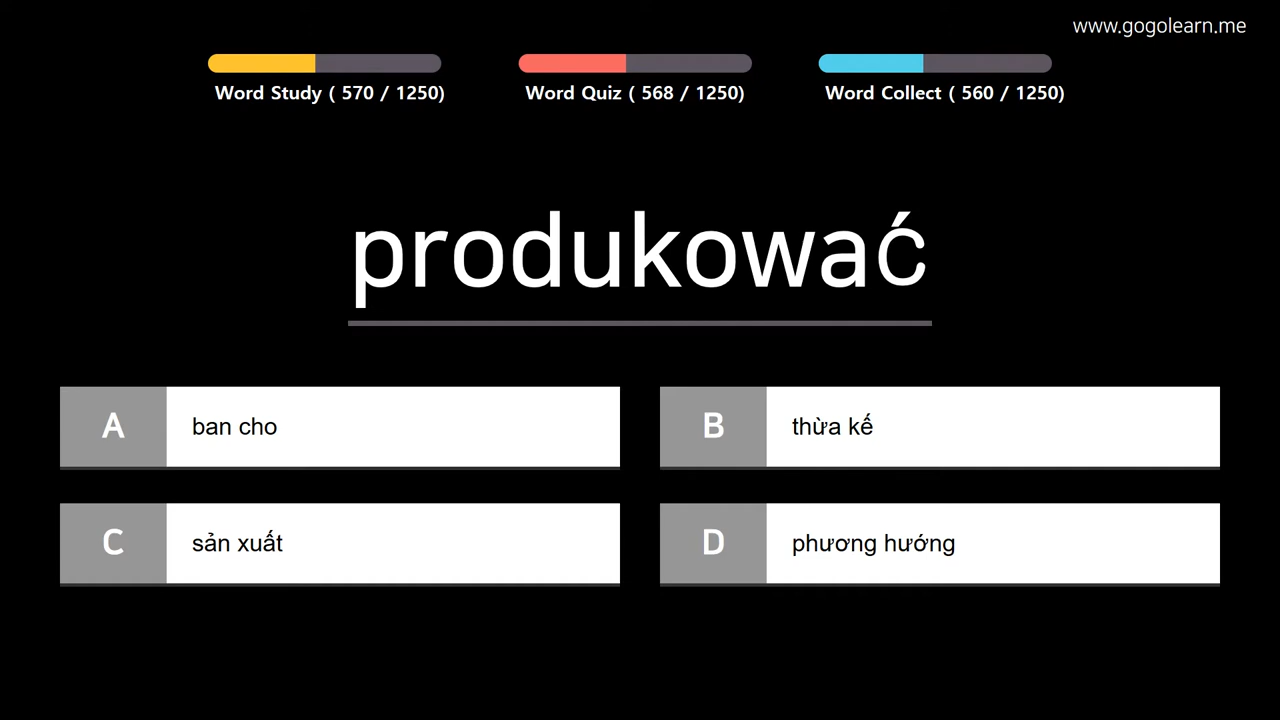 www.gogolearn.me
Word Study ( 570 / 1250)
Word Quiz ( 568 / 1250)
Word Collect ( 560 / 1250)
produkować
A ban cho
B thừa kế
C sản xuất
D phương hướng